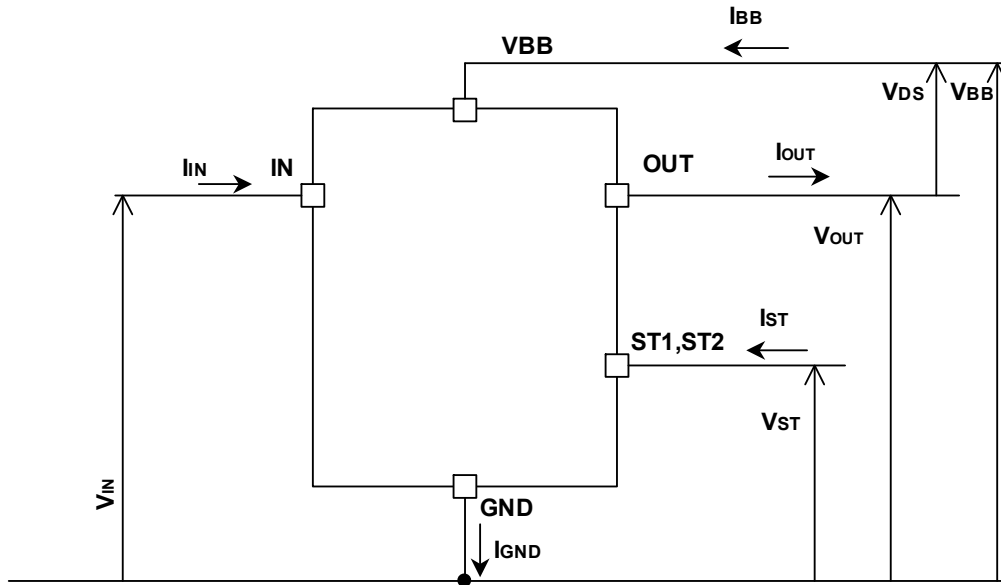 IBB
VBB
VDS
VBB
IIN
IN
OUT
IOUT
VOUT
IST
ST1,ST2
VST
VIN
GND
IGND